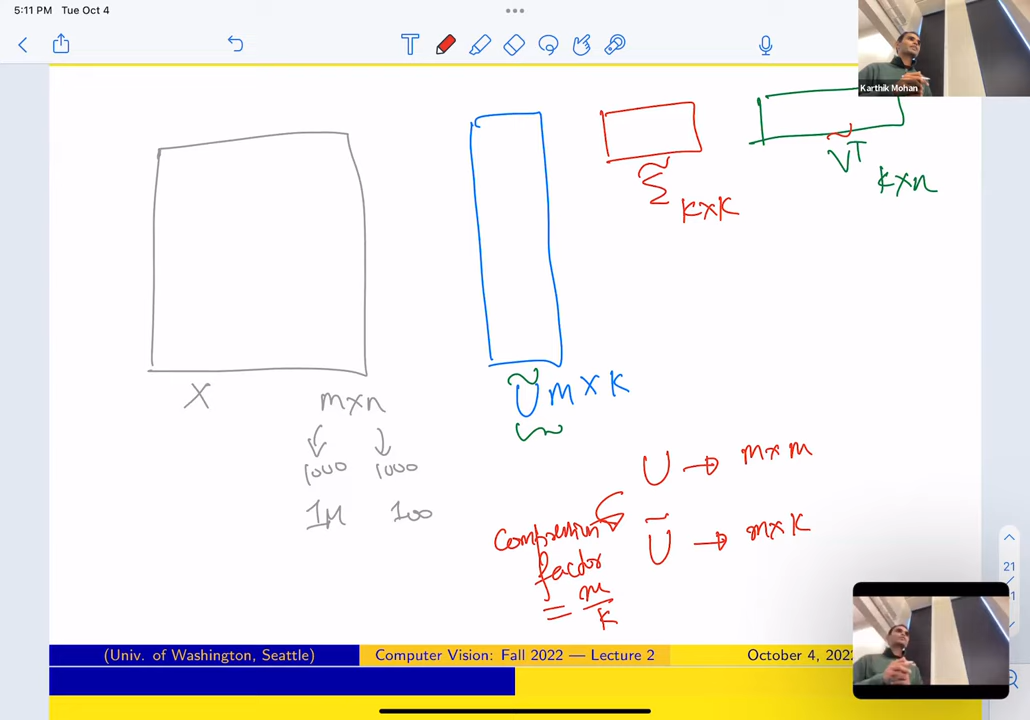 5:11 PM Tue Oct 4
T
Karthik Mohan
Σ̃ K×K
ṼT
K×n
X
m×n
1000 1000
1M 100
Ũ m×K
U → m×m
Ũ → m×K
Compression
factor
= m/K
21
/
1
(Univ. of Washington, Seattle)
Computer Vision: Fall 2022 — Lecture 2
October 4, 2022